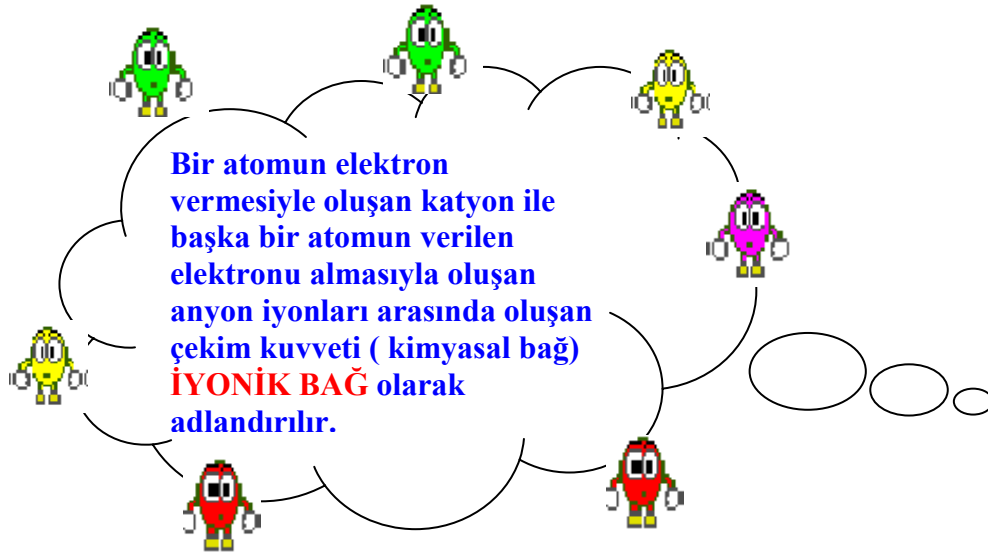 Bir atomun elektron
vermesiyle oluşan katyon ile
başka bir atomun verilen
elektronu almasıyla oluşan
anyon iyonları arasında oluşan
çekim kuvveti ( kimyasal bağ)
İYONİK BAĞ olarak
adlandırılır.